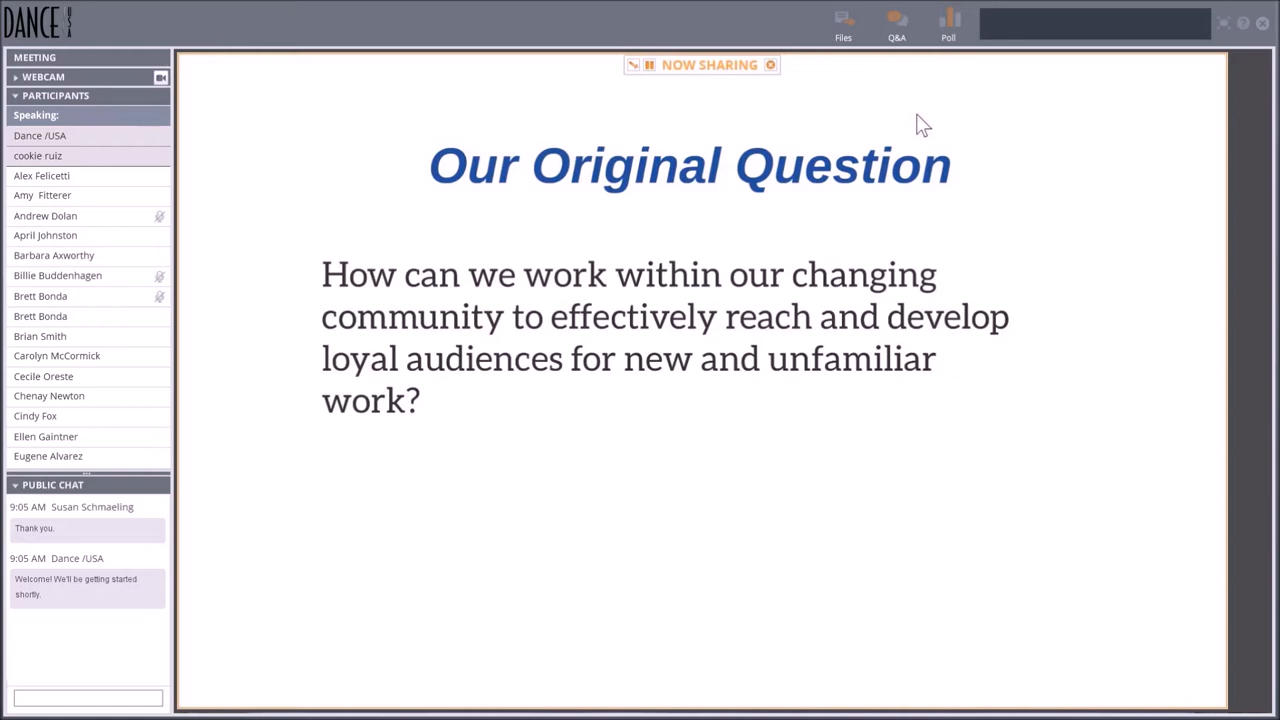 DANCE USA
Files
Q&A
Poll
MEETING
WEBCAM
PARTICIPANTS
Speaking:
Dance /USA
cookie ruiz
Alex Felicetti
Amy Fitterer
Andrew Dolan
April Johnston
Barbara Axworthy
Billie Buddenhagen
Brett Bonda
Brett Bonda
Brian Smith
Carolyn McCormick
Cecile Oreste
Chenay Newton
Cindy Fox
Ellen Gaintner
Eugene Alvarez
PUBLIC CHAT
9:05 AM Susan Schmaeling
Thank you.
9:05 AM Dance /USA
Welcome! We'll be getting started
shortly.
NOW SHARING
Our Original Question
How can we work within our changing
community to effectively reach and develop
loyal audiences for new and unfamiliar
work?